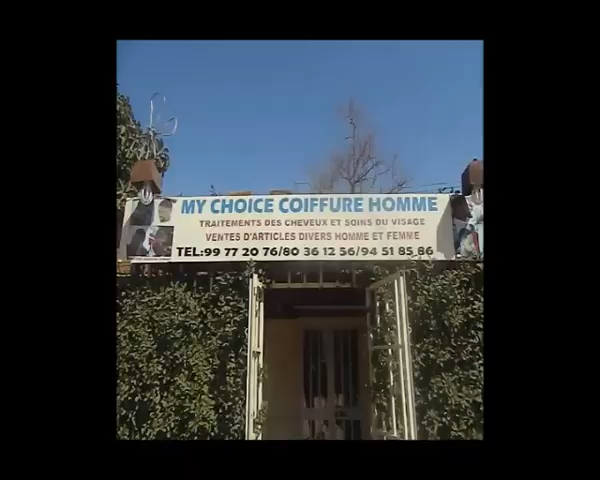 MY CHOICE COIFFURE HOMME
TRAITEMENTS DES CHEVEUX ET SOINS DU VISAGE
VENTES D'ARTICLES DIVERS HOMME ET FEMME
TEL:99 77 20 76/80 36 12 56/94 51 85 86